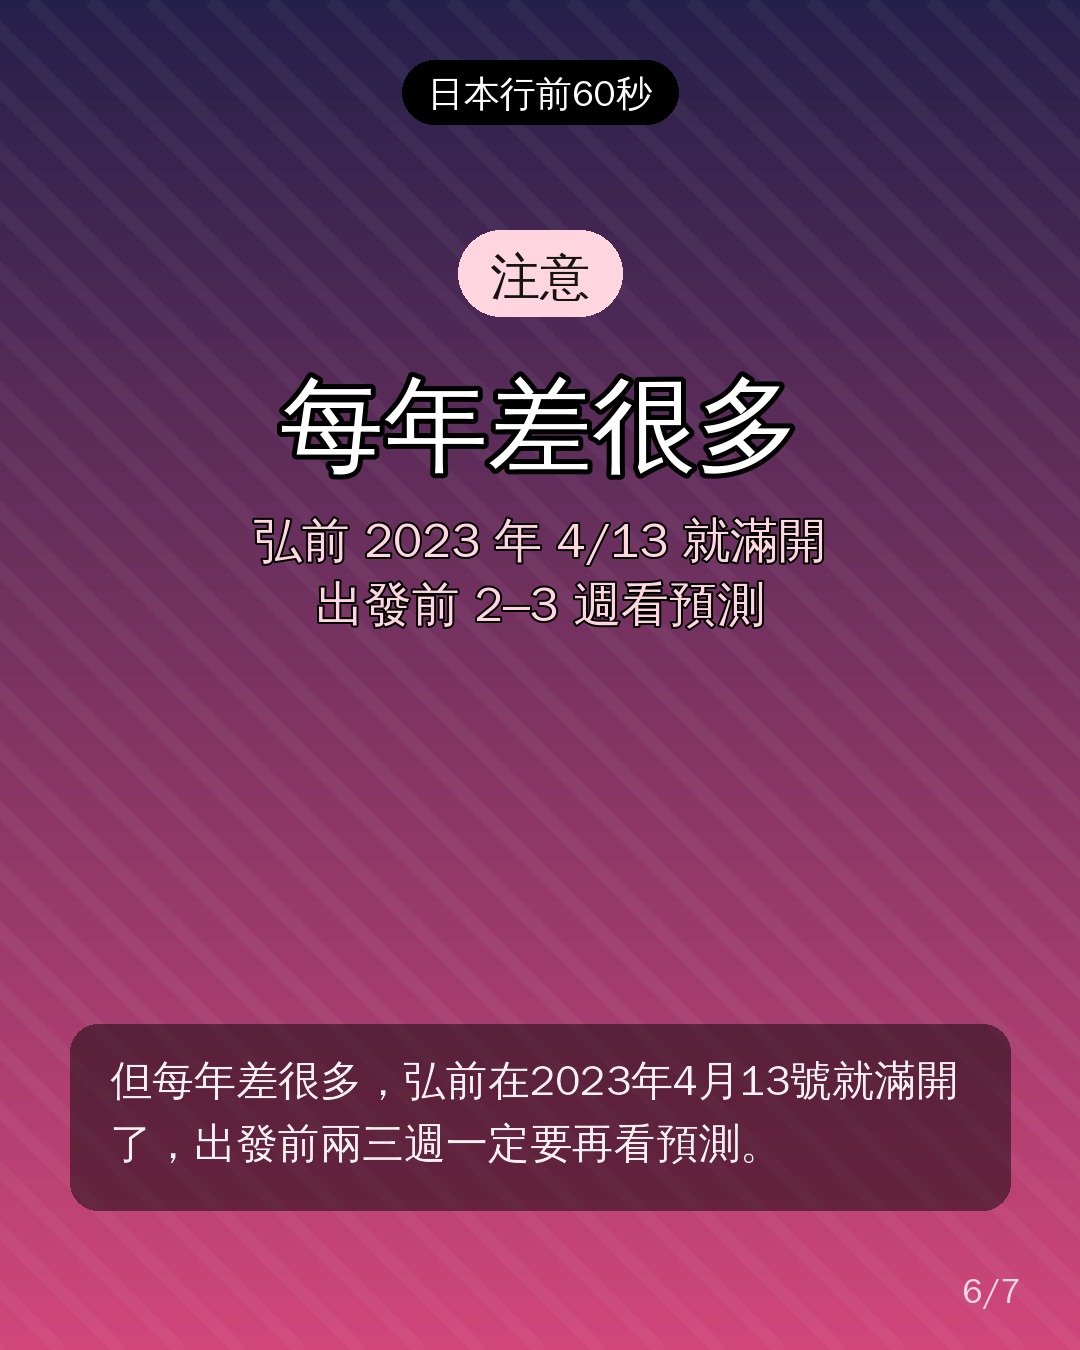 日本行前60秒
注意
每年差很多
弘前 2023 年 4/13 就滿開
出發前 2–3 週看預測
但每年差很多，弘前在2023年4月13號就滿開
了，出發前兩三週一定要再看預測。
6/7